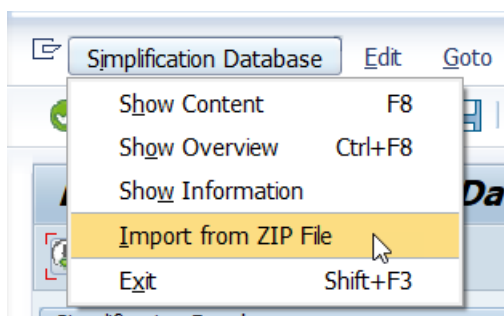 Simplification Database Edit Goto
Show Content F8
Show Overview Ctrl+F8
Show Information
Import from ZIP File
Exit Shift+F3